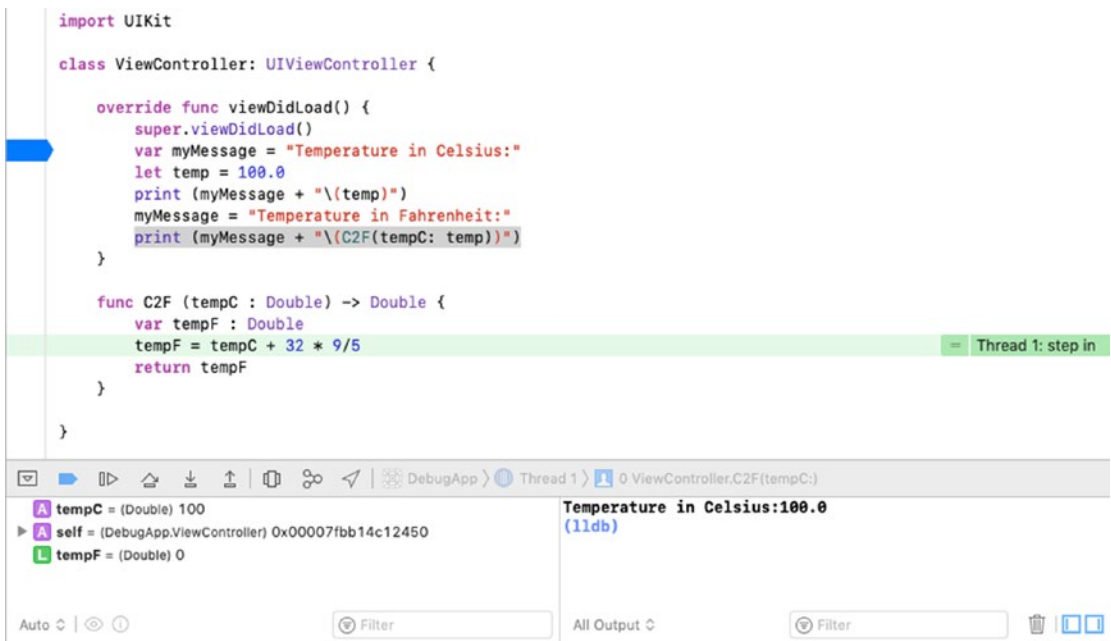 import UIKit
class ViewController: UIViewController {
override func viewDidLoad() {
super.viewDidLoad()
var myMessage = "Temperature in Celsius:"
let temp = 100.0
print (myMessage + "\(temp)")
myMessage = "Temperature in Fahrenheit:"
print (myMessage + "\(C2F(tempC: temp))")
}
func C2F (tempC : Double) -> Double {
var tempF : Double
tempF = tempC + 32 * 9/5 = Thread 1: step in
return tempF
}
}
DebugApp 〉 Thread 1 〉 0 ViewController.C2F(tempC:)
A tempC = (Double) 100
A self = (DebugApp.ViewController) 0x00007fbb14c12450
L tempF = (Double) 0
Temperature in Celsius:100.0
(lldb)
Auto Filter All Output Filter